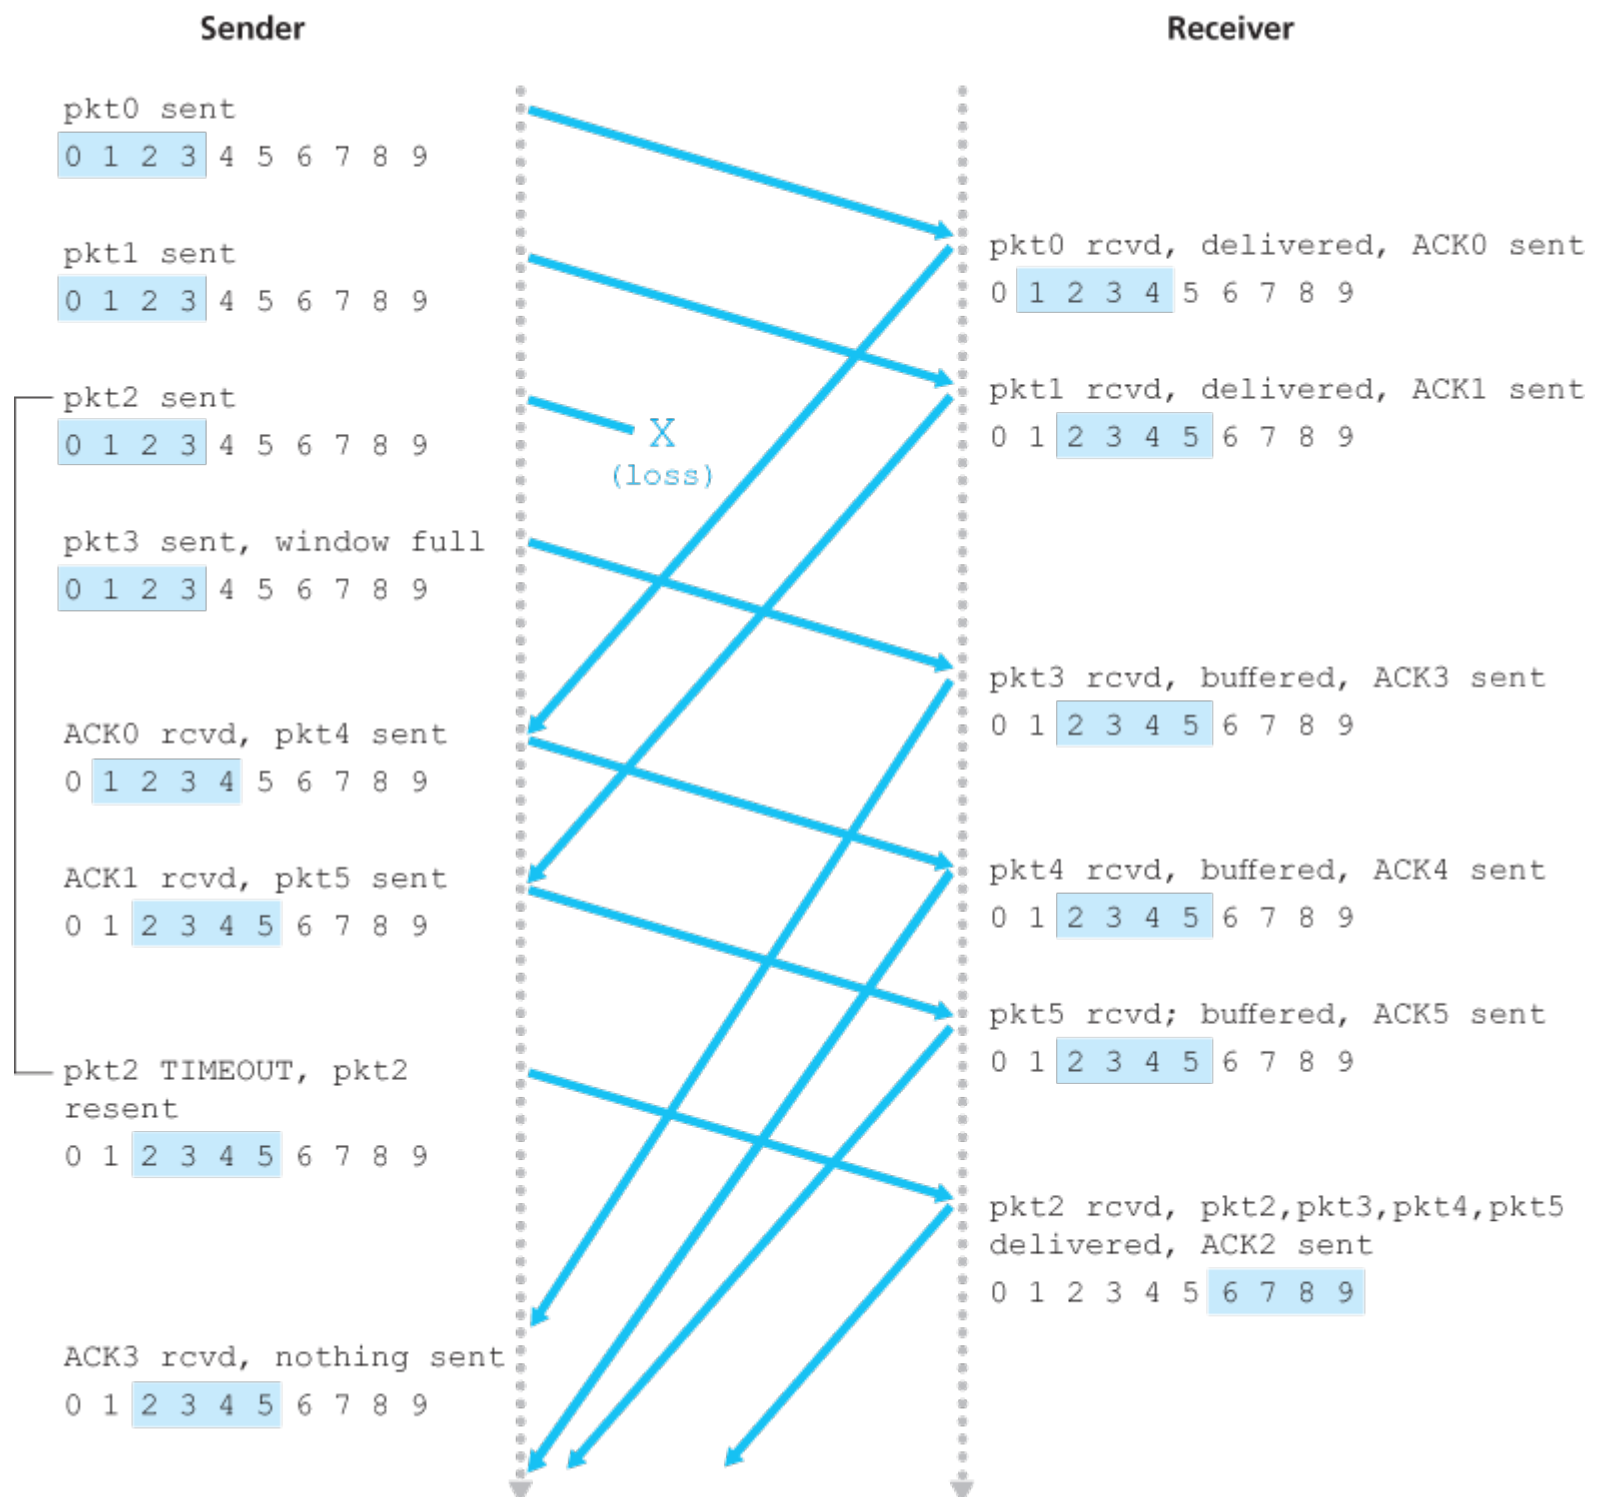 Sender
Receiver
pkt0 sent
0 1 2 3 4 5 6 7 8 9
pkt0 rcvd, delivered, ACK0 sent
0 1 2 3 4 5 6 7 8 9
pkt1 sent
0 1 2 3 4 5 6 7 8 9
pkt1 rcvd, delivered, ACK1 sent
0 1 2 3 4 5 6 7 8 9
pkt2 sent
0 1 2 3 4 5 6 7 8 9
X
(loss)
pkt3 sent, window full
0 1 2 3 4 5 6 7 8 9
pkt3 rcvd, buffered, ACK3 sent
0 1 2 3 4 5 6 7 8 9
ACK0 rcvd, pkt4 sent
0 1 2 3 4 5 6 7 8 9
pkt4 rcvd, buffered, ACK4 sent
0 1 2 3 4 5 6 7 8 9
ACK1 rcvd, pkt5 sent
0 1 2 3 4 5 6 7 8 9
pkt5 rcvd; buffered, ACK5 sent
0 1 2 3 4 5 6 7 8 9
pkt2 TIMEOUT, pkt2
resent
0 1 2 3 4 5 6 7 8 9
pkt2 rcvd, pkt2,pkt3,pkt4,pkt5
delivered, ACK2 sent
0 1 2 3 4 5 6 7 8 9
ACK3 rcvd, nothing sent
0 1 2 3 4 5 6 7 8 9